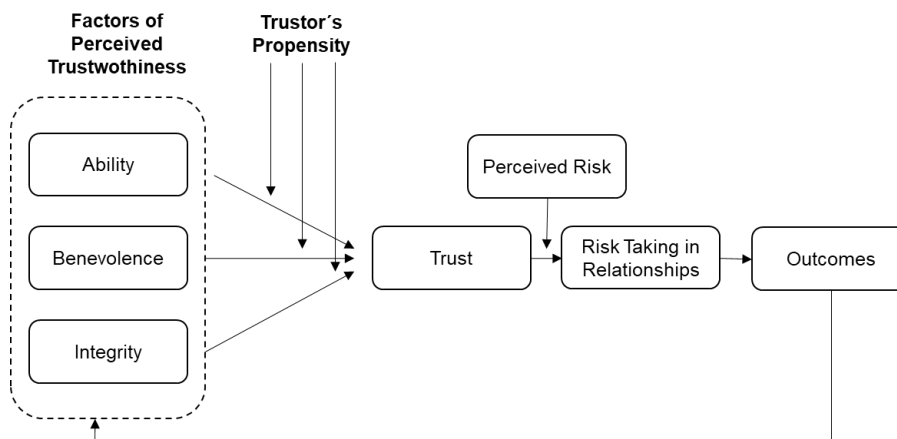 Factors of
Perceived
Trustwothiness
Trustor´s
Propensity
Ability
Perceived Risk
Benevolence
Trust
Risk Taking in
Relationships
Outcomes
Integrity